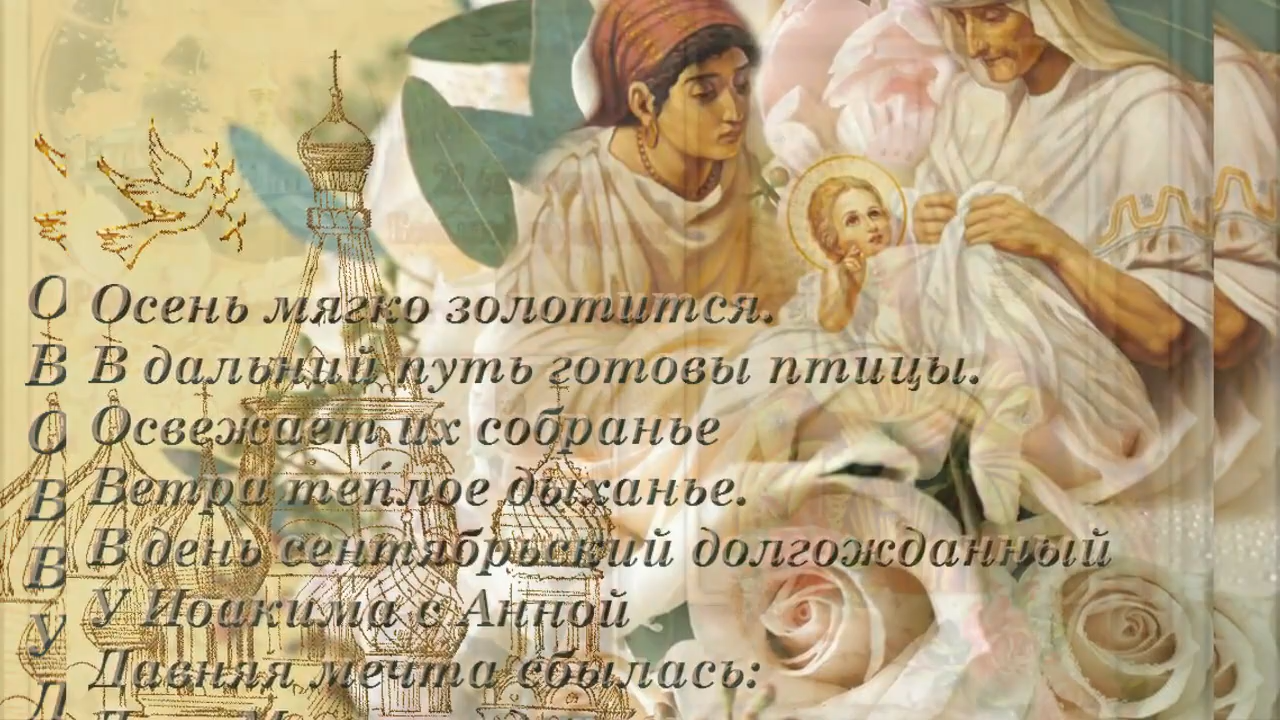 Осень мягко золотится.
В дальний путь готовы птицы.
Освежает их собранье
Ветра теплое дыханье.
В день сентябрьский долгожданный
У Иоакима с Анной
Давняя мечта сбылась: